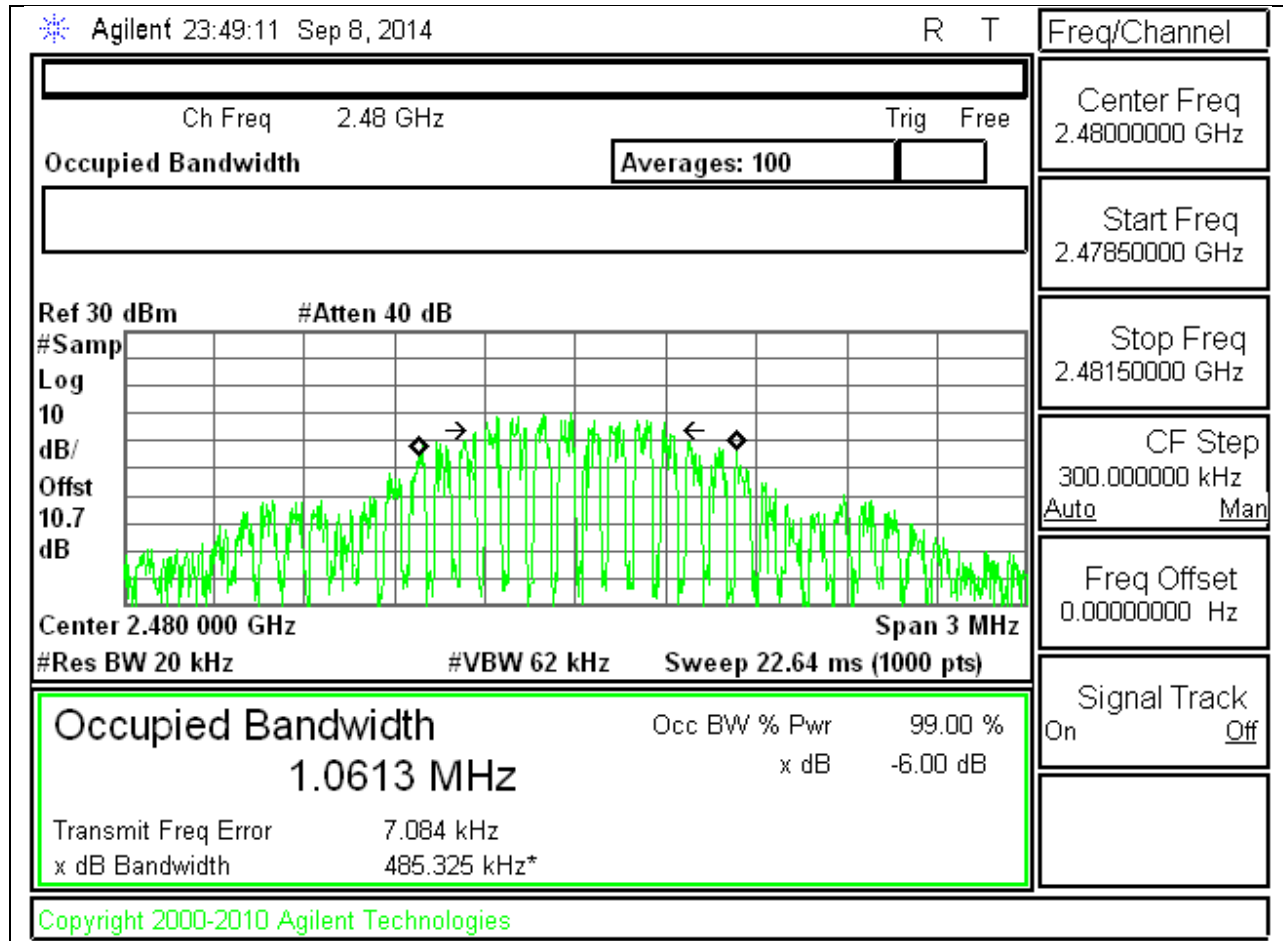 Agilent 23:49:11 Sep 8, 2014 R T
Ch Freq 2.48 GHz Trig Free
Occupied Bandwidth Averages: 100
Ref 30 dBm #Atten 40 dB
#Samp
Log
10
dB/
Offst
10.7
dB
Center 2.480 000 GHz Span 3 MHz
#Res BW 20 kHz #VBW 62 kHz Sweep 22.64 ms (1000 pts)
Occupied Bandwidth Occ BW % Pwr 99.00 %
1.0613 MHz x dB -6.00 dB
Transmit Freq Error 7.084 kHz
x dB Bandwidth 485.325 kHz*
Copyright 2000-2010 Agilent Technologies
Freq/Channel
Center Freq
2.48000000 GHz
Start Freq
2.47850000 GHz
Stop Freq
2.48150000 GHz
CF Step
300.000000 kHz
Auto Man
Freq Offset
0.00000000 Hz
Signal Track
On Off